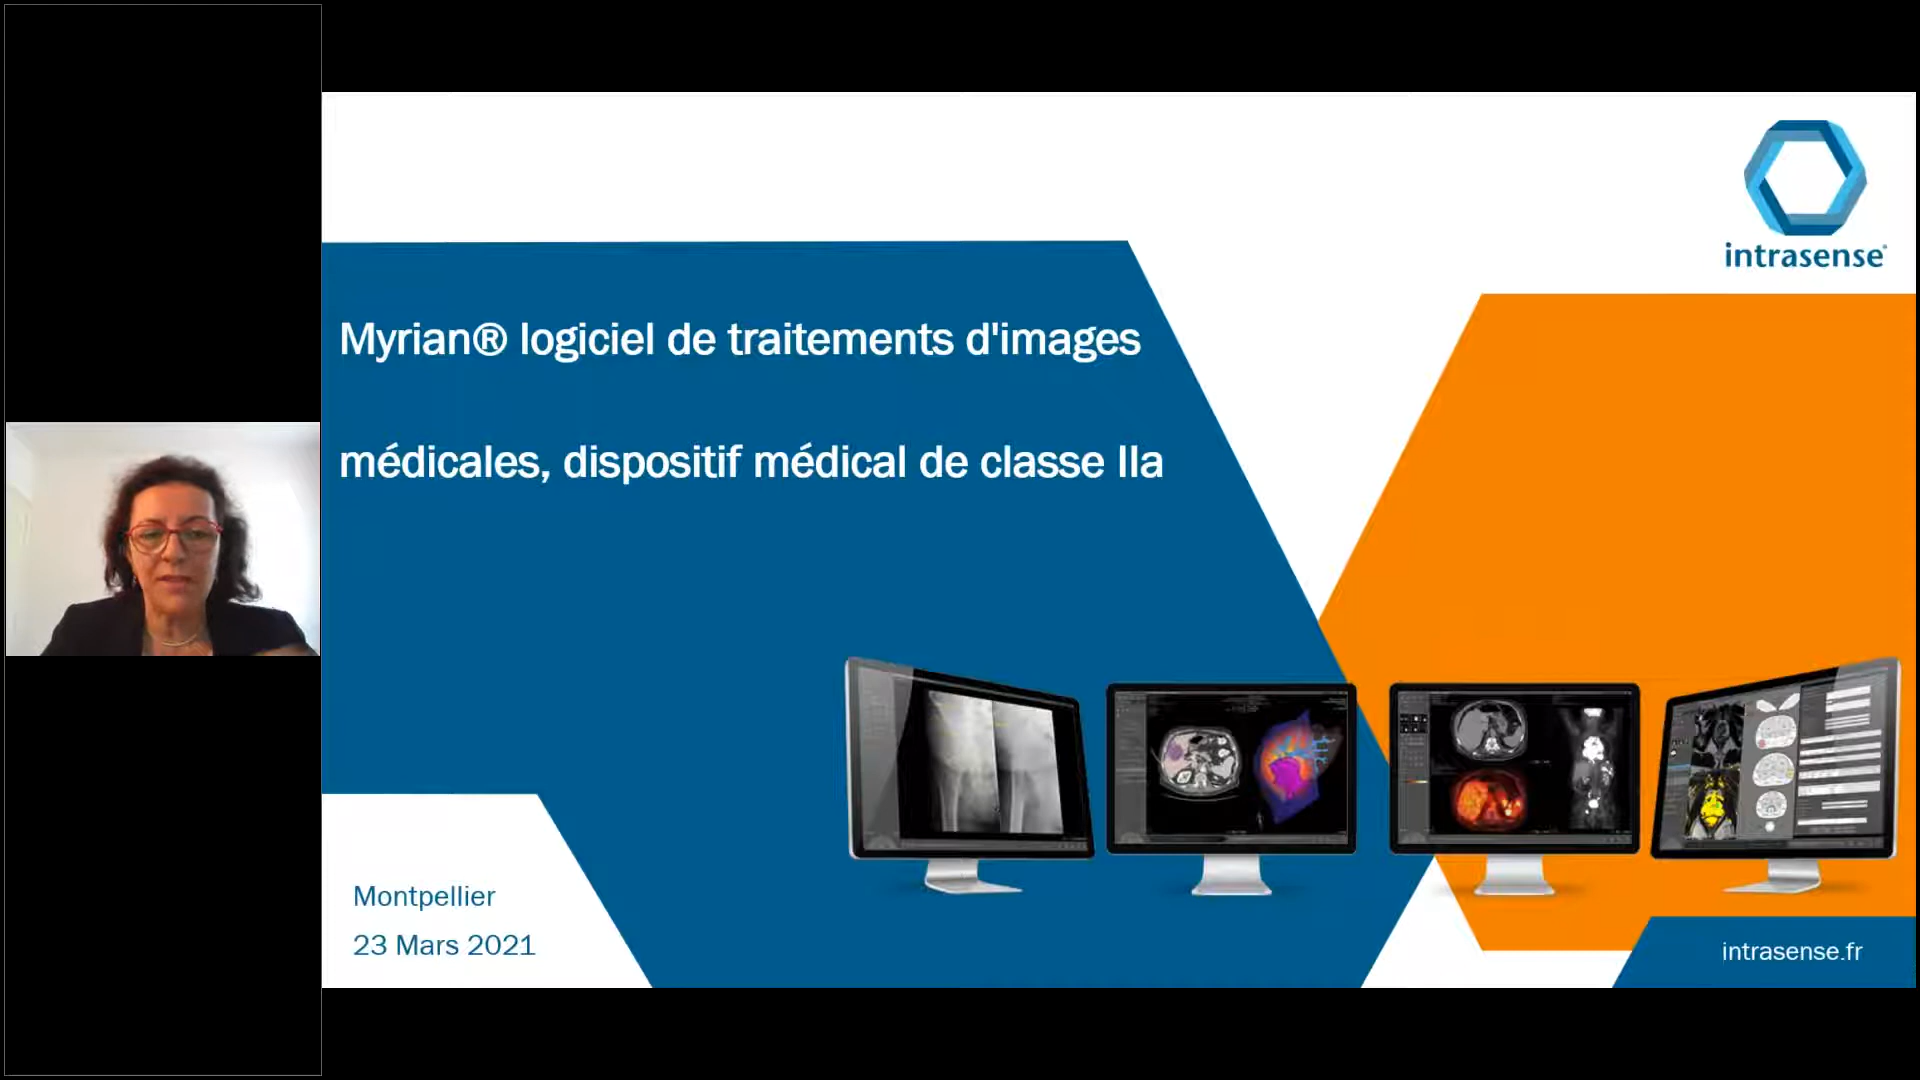 intrasense®
Myrian® logiciel de traitements d'images
médicales, dispositif médical de classe IIa
Montpellier
23 Mars 2021
intrasense.fr